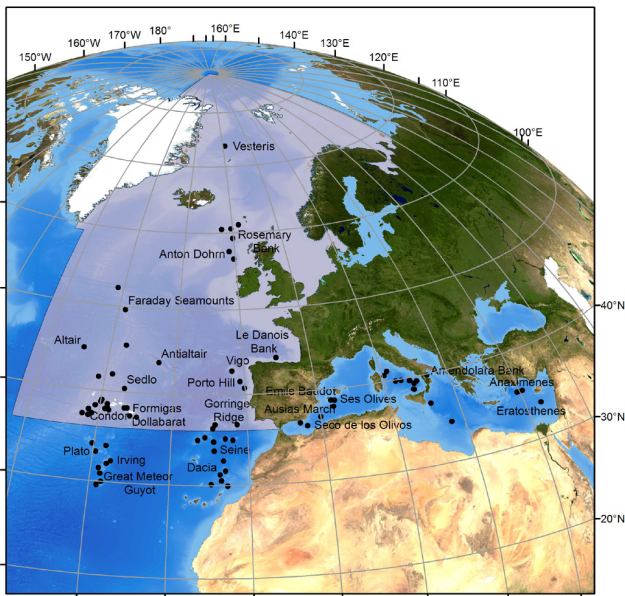 180°
160°E
170°W
140°E
160°W
130°E
150°W
120°E
110°E
100°E
Vesteris
Rosemary
Bank
Anton Dohrn
Faraday Seamounts
40°N
Altair
Le Danois
Bank
Antialtair
Vigo
Sedlo
Porto Hill
Emile Baudot
Ses Olives
Amendolara Bank
Anaximenes
Eratosthenes
Gorringe
Ridge
Ausias March
Seco de los Olivos
Formigas
Condor
Dollabarat
30°N
Plato
Seine
Irving
Dacia
Great Meteor
Guyot
20°N